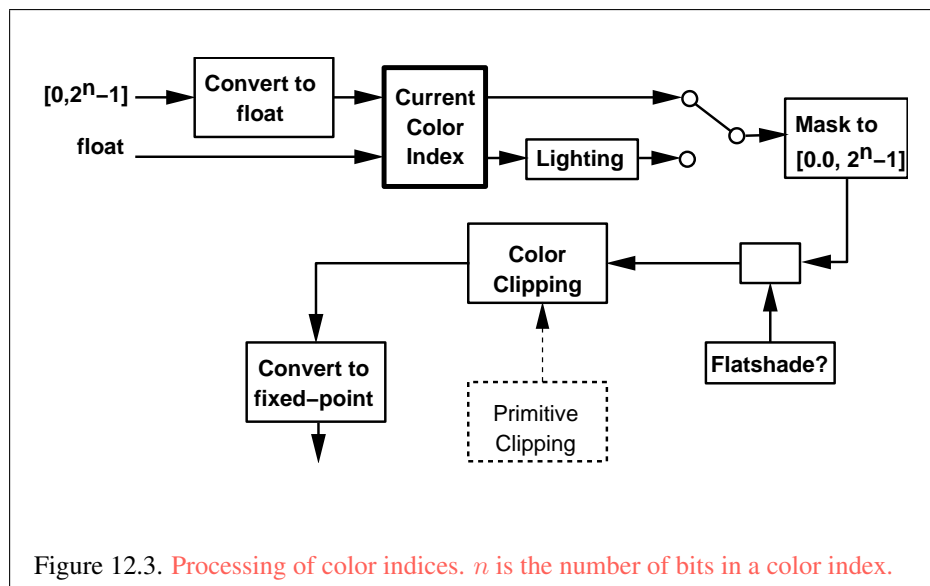 [0,2ⁿ–1]
Convert to
float
float
Current
Color
Index
Lighting
Mask to
[0.0, 2ⁿ–1]
Color
Clipping
Flatshade?
Convert to
fixed–point
Primitive
Clipping
Figure 12.3. Processing of color indices. n is the number of bits in a color index.